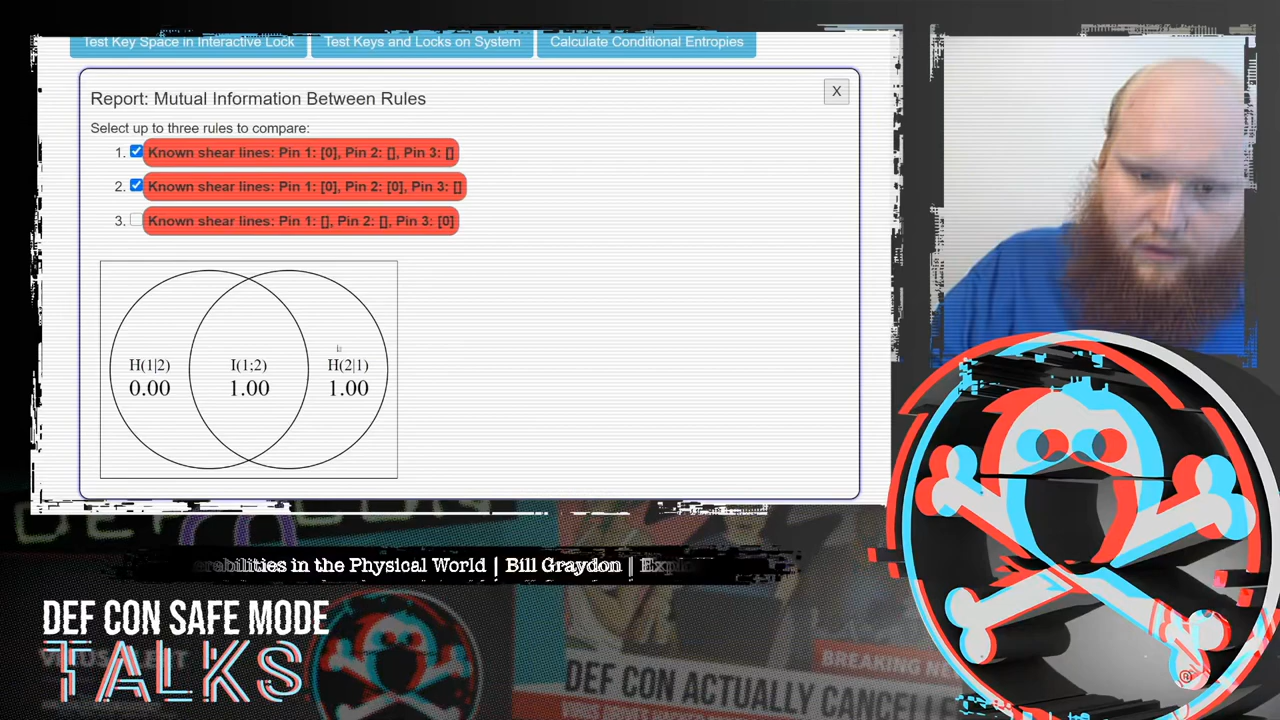 Test Key Space in Interactive Lock
Test Keys and Locks on System
Calculate Conditional Entropies
Report: Mutual Information Between Rules
X
Select up to three rules to compare:
1. Known shear lines: Pin 1: [0], Pin 2: [], Pin 3: []
2. Known shear lines: Pin 1: [0], Pin 2: [0], Pin 3: []
3. Known shear lines: Pin 1: [], Pin 2: [], Pin 3: [0]
H(1|2)
0.00
I(1;2)
1.00
H(2|1)
1.00
in the Physical World | Bill Graydon |
DEF CON SAFE MODE
TALKS
BREAKING
DEF CON ACTUALLY